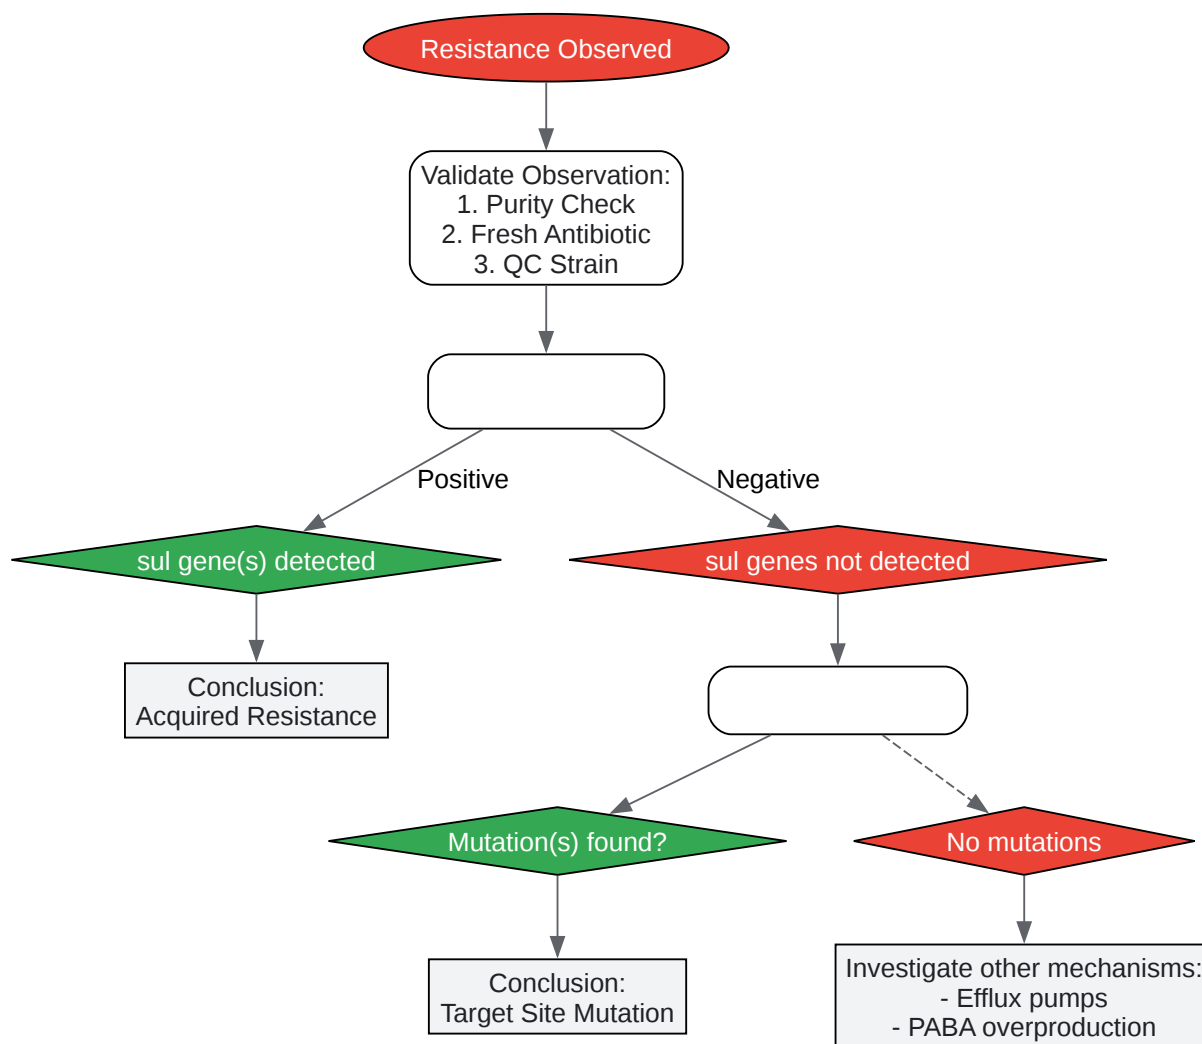 Resistance Observed
Validate Observation:
1. Purity Check
2. Fresh Antibiotic
3. QC Strain
Positive
Negative
sul gene(s) detected
sul genes not detected
Conclusion:
Acquired Resistance
Mutation(s) found?
No mutations
Conclusion:
Target Site Mutation
Investigate other mechanisms:
- Efflux pumps
- PABA overproduction